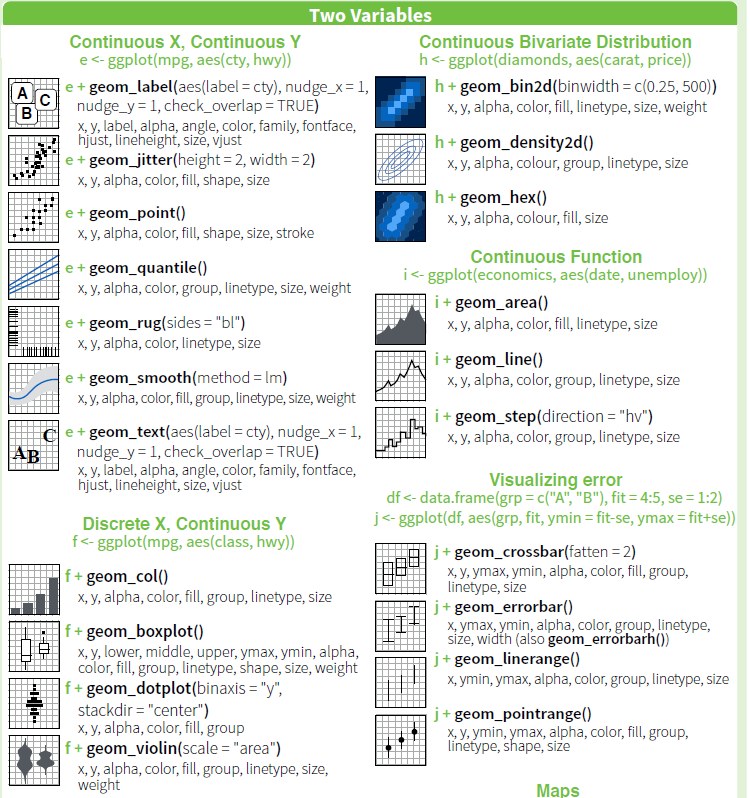 Two Variables
Continuous X, Continuous Y
e <- ggplot(mpg, aes(cty, hwy))
A
B
C
e + geom_label(aes(label = cty), nudge_x = 1,
nudge_y = 1, check_overlap = TRUE)
x, y, label, alpha, angle, color, family, fontface,
hjust, lineheight, size, vjust
e + geom_jitter(height = 2, width = 2)
x, y, alpha, color, fill, shape, size
e + geom_point()
x, y, alpha, color, fill, shape, size, stroke
e + geom_quantile()
x, y, alpha, color, group, linetype, size, weight
e + geom_rug(sides = "bl")
x, y, alpha, color, linetype, size
e + geom_smooth(method = lm)
x, y, alpha, color, fill, group, linetype, size, weight
A
B
C
e + geom_text(aes(label = cty), nudge_x = 1,
nudge_y = 1, check_overlap = TRUE)
x, y, label, alpha, angle, color, family, fontface,
hjust, lineheight, size, vjust
Discrete X, Continuous Y
f <- ggplot(mpg, aes(class, hwy))
f + geom_col()
x, y, alpha, color, fill, group, linetype, size
f + geom_boxplot()
x, y, lower, middle, upper, ymax, ymin, alpha,
color, fill, group, linetype, shape, size, weight
f + geom_dotplot(binaxis = "y",
stackdir = "center")
x, y, alpha, color, fill, group
f + geom_violin(scale = "area")
x, y, alpha, color, fill, group, linetype, size,
weight
Continuous Bivariate Distribution
h <- ggplot(diamonds, aes(carat, price))
h + geom_bin2d(binwidth = c(0.25, 500))
x, y, alpha, color, fill, linetype, size, weight
h + geom_density2d()
x, y, alpha, colour, group, linetype, size
h + geom_hex()
x, y, alpha, colour, fill, size
Continuous Function
i <- ggplot(economics, aes(date, unemploy))
i + geom_area()
x, y, alpha, color, fill, linetype, size
i + geom_line()
x, y, alpha, color, group, linetype, size
i + geom_step(direction = "hv")
x, y, alpha, color, group, linetype, size
Visualizing error
df <- data.frame(grp = c("A", "B"), fit = 4:5, se = 1:2)
j <- ggplot(df, aes(grp, fit, ymin = fit-se, ymax = fit+se))
j + geom_crossbar(fatten = 2)
x, y, ymax, ymin, alpha, color, fill, group,
linetype, size
j + geom_errorbar()
x, ymax, ymin, alpha, color, group, linetype,
size, width (also geom_errorbarh())
j + geom_linerange()
x, ymin, ymax, alpha, color, group, linetype, size
j + geom_pointrange()
x, y, ymin, ymax, alpha, color, fill, group,
linetype, shape, size
Maps